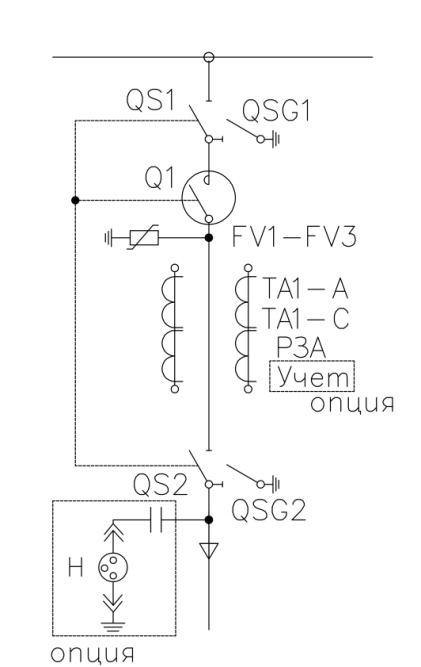 QS1
QSG1
Q1
FV1-FV3
TA1-A
TA1-C
РЗА
Учет
опция
QS2
QSG2
H
опция